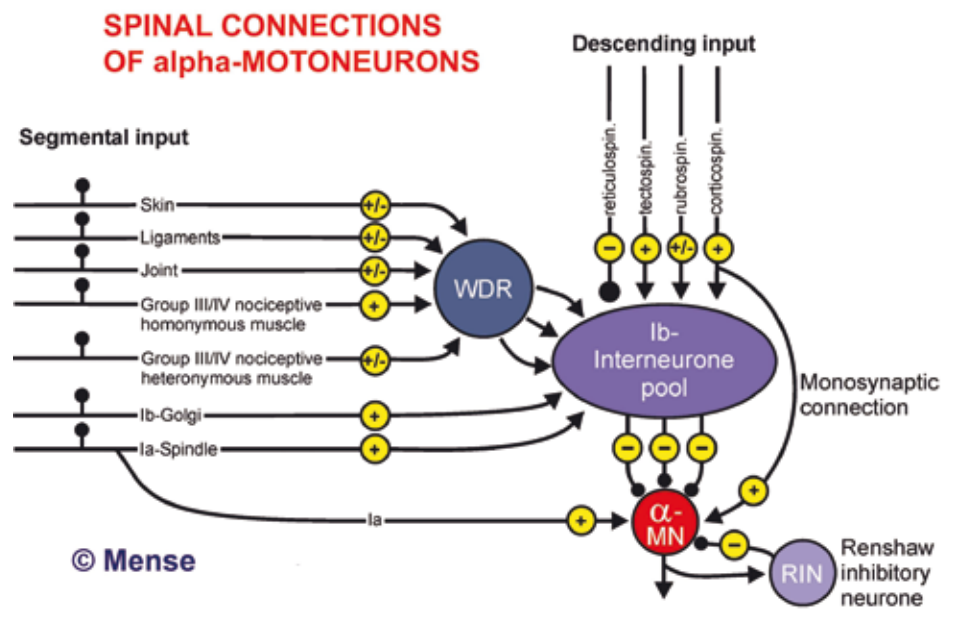 SPINAL CONNECTIONS
OF alpha-MOTONEURONS
Descending input
reticulospin.
tectospin.
rubrospin.
corticospin.
Segmental input
Skin
+/-
Ligaments
+/-
Joint
+/-
Group III/IV nociceptive
homonymous muscle
+
Group III/IV nociceptive
heteronymous muscle
+/-
Ib-Golgi
+
Ia-Spindle
+
WDR
−
+
+/-
+
Ib-
Interneurone
pool
Monosynaptic
connection
−
−
−
+
Ia
+
α-
MN
−
RIN
Renshaw
inhibitory
neurone
© Mense